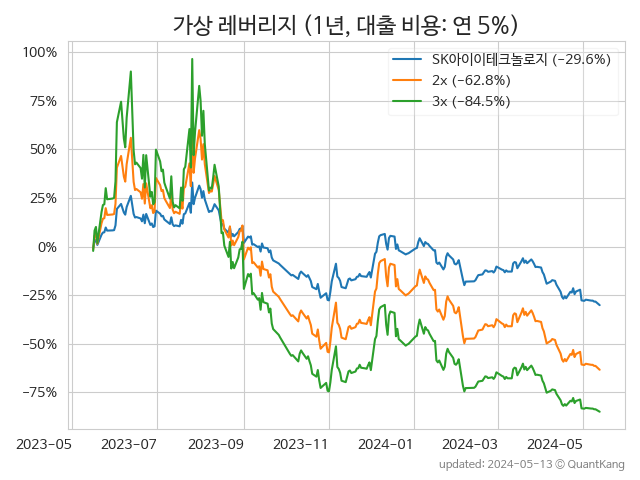 가상 레버리지 (1년, 대출 비용: 연 5%)
SK아이이테크놀로지 (−29.6%)
2x (−62.8%)
3x (−84.5%)
100%
75%
50%
25%
0%
−25%
−50%
−75%
2023-05 2023-07 2023-09 2023-11 2024-01 2024-03 2024-05
updated: 2024-05-13 © QuantKang